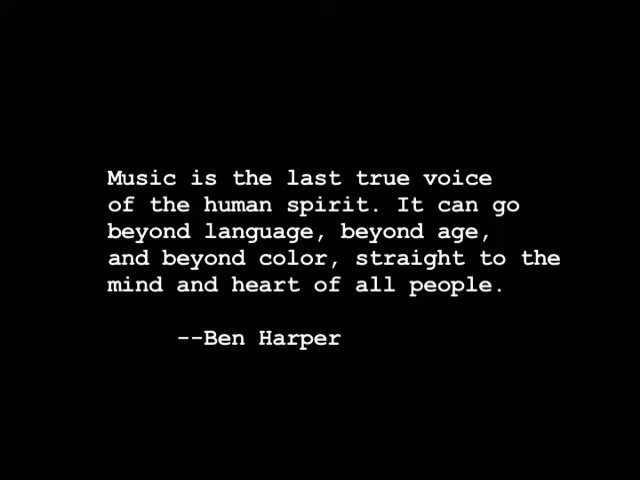 Music is the last true voice
of the human spirit. It can go
beyond language, beyond age,
and beyond color, straight to the
mind and heart of all people.
--Ben Harper